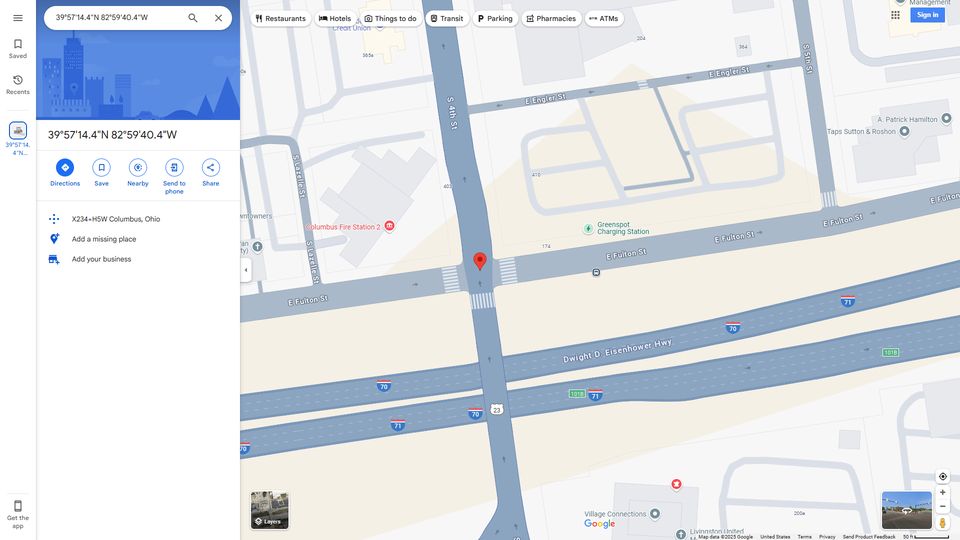 39°57'14.4"N 82°59'40.4"W
Restaurants
Hotels
Things to do
Transit
Parking
Pharmacies
ATMs
Sign in
Management
Credit Union
Saved
Recents
39°57'14.
4"N...
39°57'14.4"N 82°59'40.4"W
Directions
Save
Nearby
Send to
phone
Share
X234+H5W Columbus, Ohio
Add a missing place
Add your business
Get the
app
204
364
E Engler St
E Engler St
S 5th St
S 4th St
A. Patrick Hamilton
Taps Sutton & Roshon
S Lazelle St
S Lazelle St
410
403
Columbus Fire Station 2
Greenspot
Charging Station
174
E Fulton St
E Fulton St
E Fulton St
E Fulton St
E Fulton
Dwight D. Eisenhower Hwy
71
70
70
71
70
71
70
101B
101B
23
200a
Village Connections
Livingston United
Layers
Google
Map data ©2025 Google
United States
Terms
Privacy
Send Product Feedback
50 ft